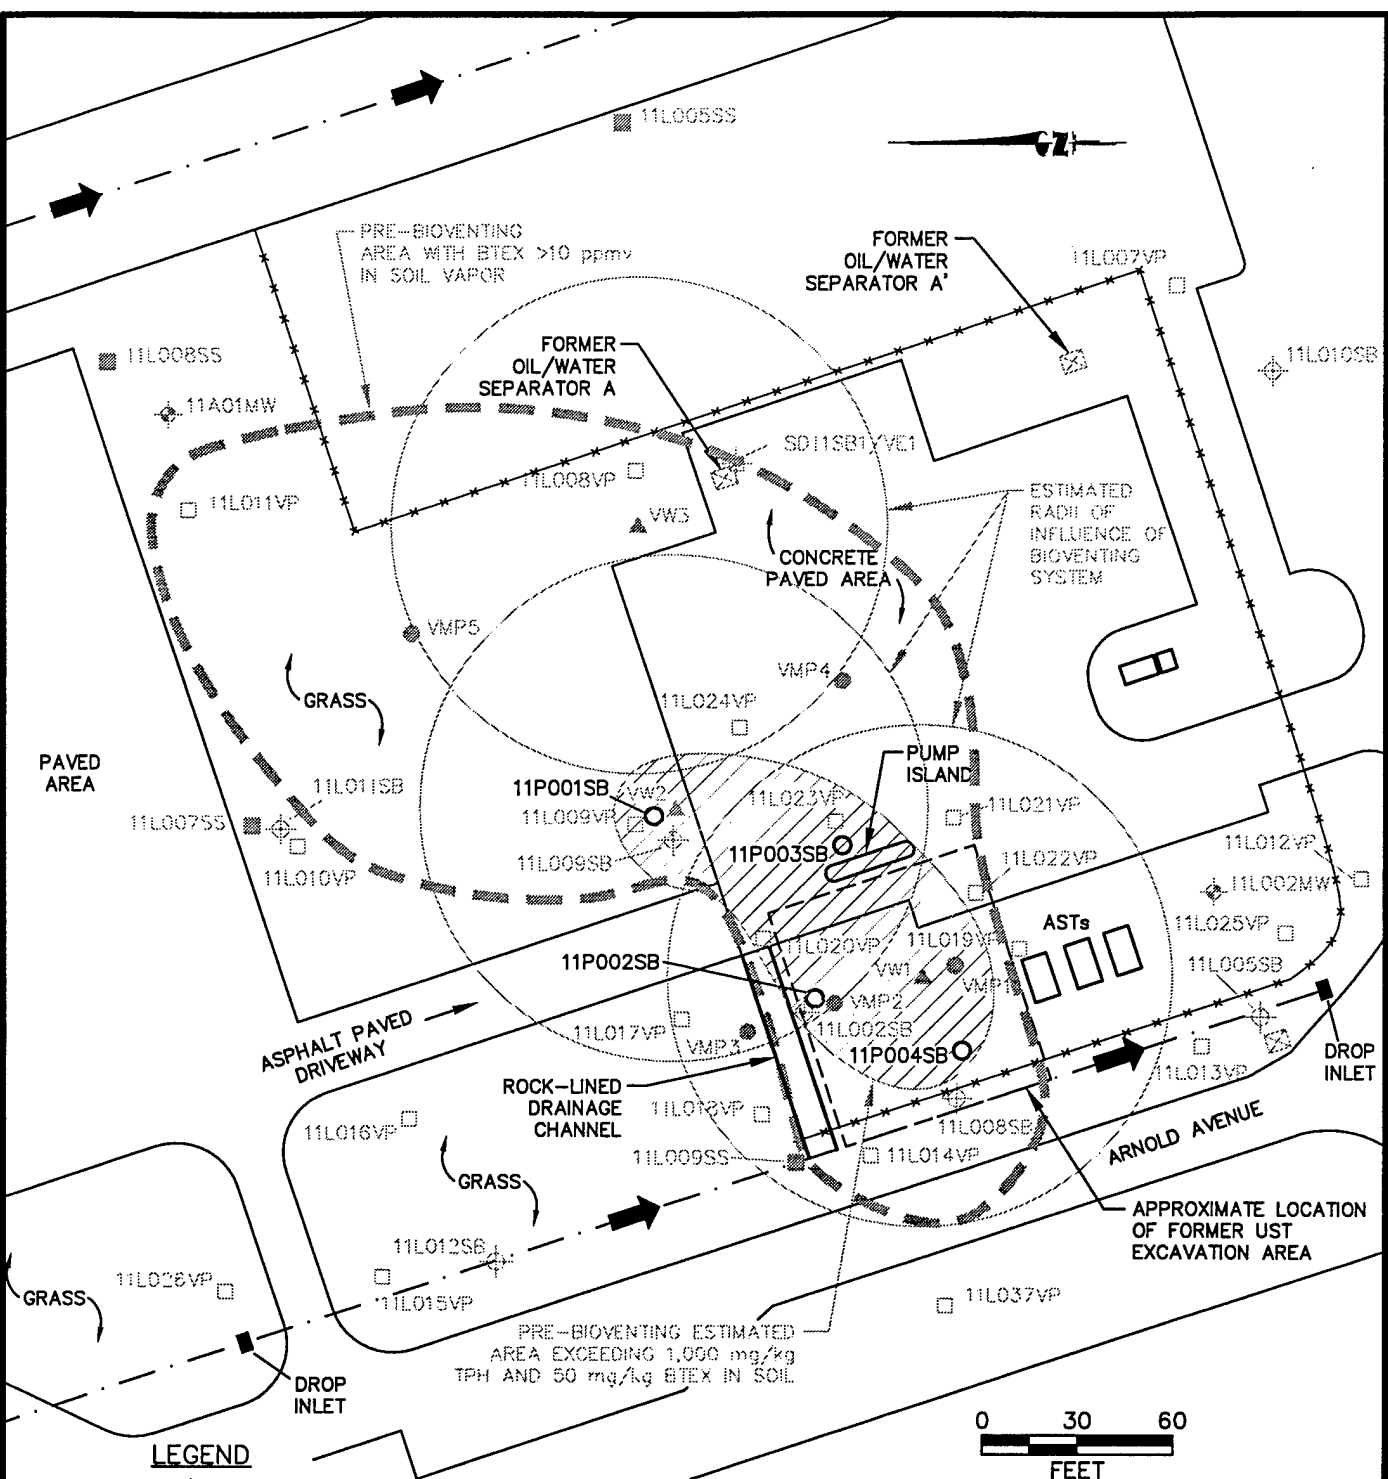 11L005SS
N
PRE-BIOVENTING
AREA WITH BTEX >10 ppmv
IN SOIL VAPOR
FORMER
OIL/WATER
SEPARATOR A'
11L007VP
11L008SS
FORMER
OIL/WATER
SEPARATOR A
11L010SB
11A01MW
SD11SB1/VE1
11L008VP
11L011VP
VW3
ESTIMATED
RADII OF
INFLUENCE OF
BIOVENTING
SYSTEM
CONCRETE
PAVED AREA
VMP5
VMP4
GRASS
11L024VP
PAVED
AREA
PUMP
ISLAND
11L011SB
11P001SB
VW2
11L023VP
11L021VP
11L007SS
11L009VP
11L009SB
11P003SB
11L022VP
11L012VP
11L010VP
11L002MW
ASTs
11L025VP
11L020VP
11L019VP
11P002SB
VW1
VMP1
11L005SB
VMP2
11L017VP
VMP3
11L002SB
11P004SB
ASPHALT PAVED
DRIVEWAY
DROP
INLET
11L013VP
ROCK-LINED
DRAINAGE
CHANNEL
11L018VP
11L016VP
11L008SB
ARNOLD AVENUE
11L009SS
11L014VP
GRASS
APPROXIMATE LOCATION
OF FORMER UST
EXCAVATION AREA
11L012SB
11L026VP
GRASS
11L015VP
11L037VP
PRE-BIOVENTING ESTIMATED
AREA EXCEEDING 1,000 mg/kg
TPH AND 50 mg/kg BTEX IN SOIL
DROP
INLET
LEGEND
0 30 60
FEET